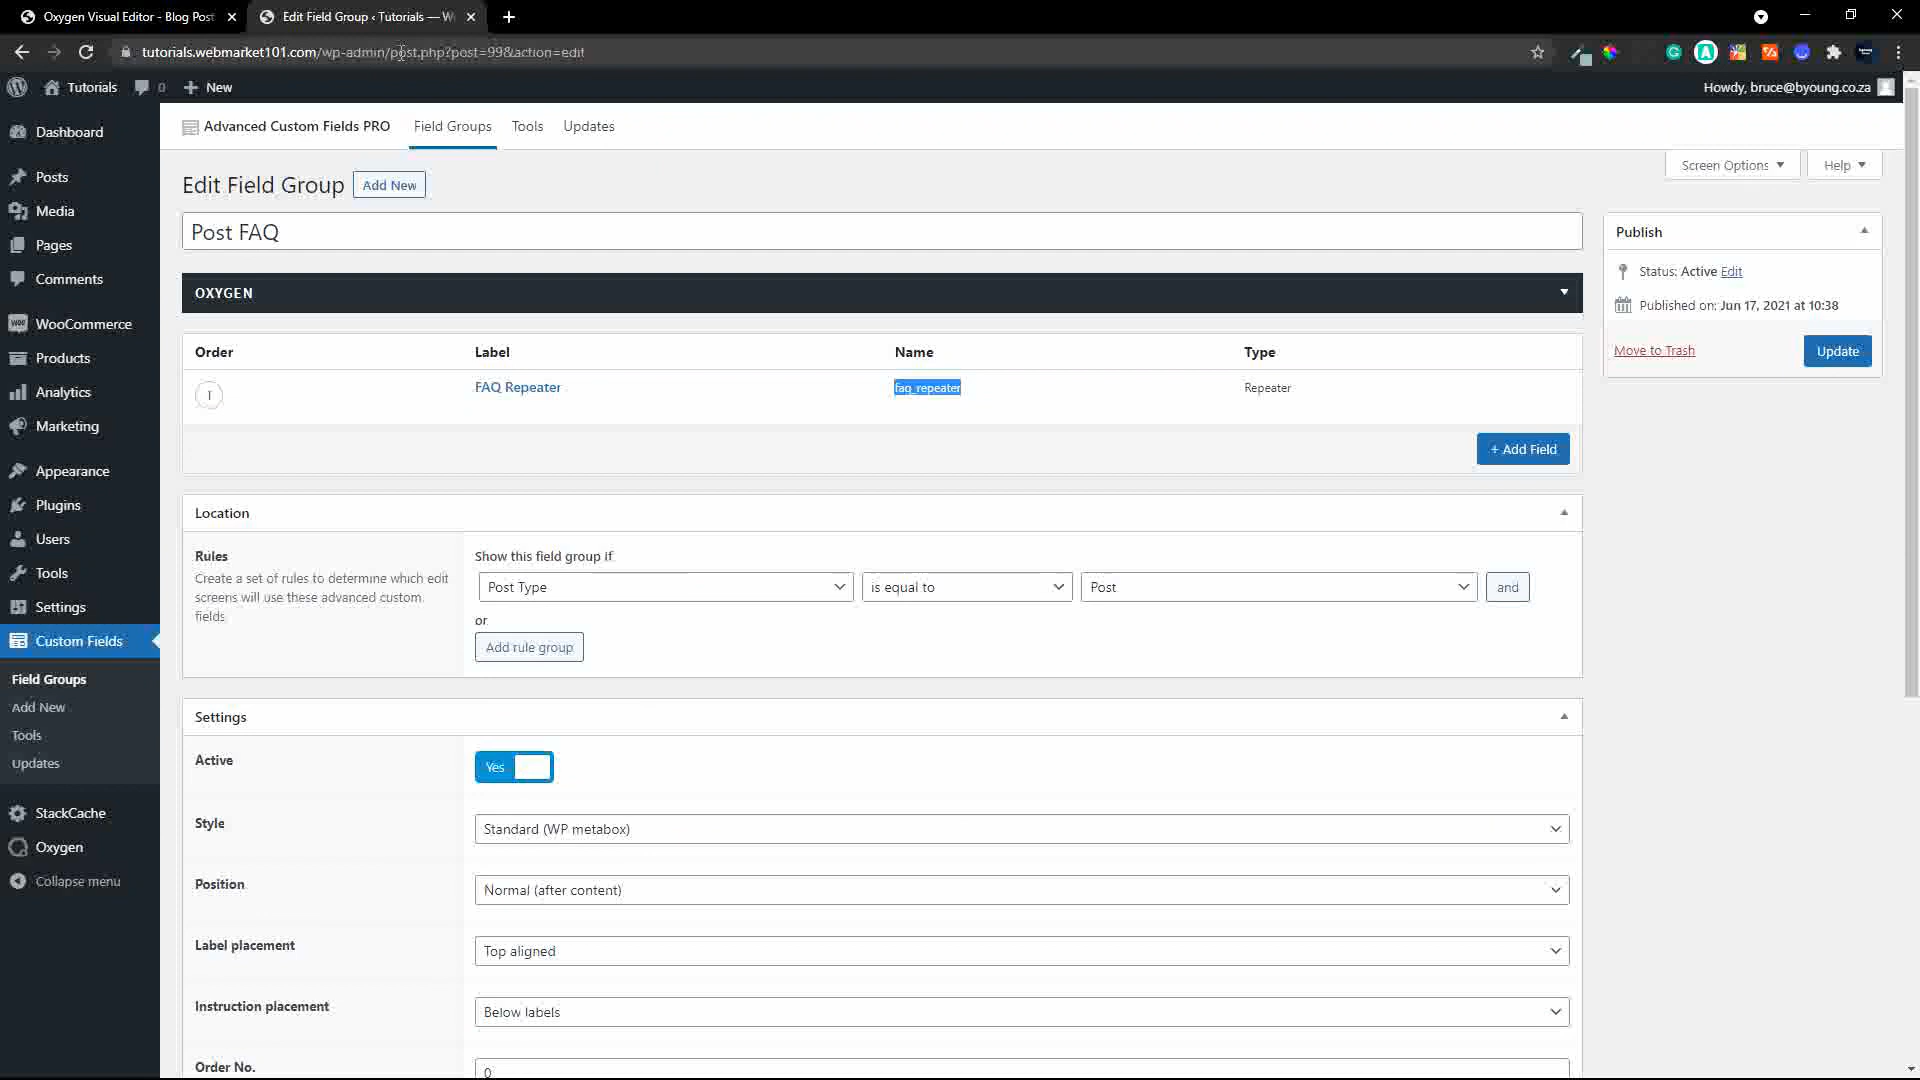 Oxygen Visual Editor - Blog Post
Edit Field Group ‹ Tutorials — W
tutorials.webmarket101.com/wp-admin/post.php?post=99&action=edit
Tutorials
0
New
Howdy, bruce@byoung.co.za
Dashboard
Posts
Media
Pages
Comments
WooCommerce
Products
Analytics
Marketing
Appearance
Plugins
Users
Tools
Settings
Custom Fields
Field Groups
Add New
Tools
Updates
StackCache
Oxygen
Collapse menu
Advanced Custom Fields PRO
Field Groups
Tools
Updates
Screen Options
Help
Edit Field Group
Add New
Post FAQ
OXYGEN
Order
Label
Name
Type
1
FAQ Repeater
faq_repeater
Repeater
+ Add Field
Location
Rules
Create a set of rules to determine which edit
screens will use these advanced custom
fields
Show this field group if
Post Type
is equal to
Post
and
or
Add rule group
Settings
Active
Yes
Style
Standard (WP metabox)
Position
Normal (after content)
Label placement
Top aligned
Instruction placement
Below labels
Order No.
0
Publish
Status: Active Edit
Published on: Jun 17, 2021 at 10:38
Move to Trash
Update